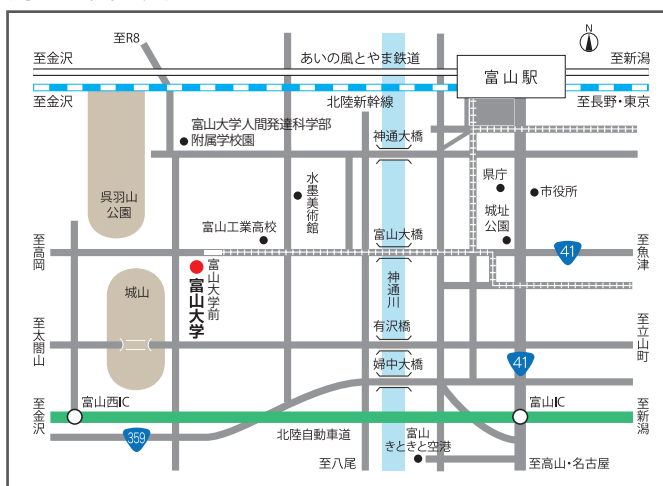 至R8
N
至金沢
あいの風とやま鉄道
富山駅
至新潟
至金沢
北陸新幹線
至長野・東京
富山大学人間発達科学部
附属学校園
神通大橋
水墨美術館
県庁
市役所
呉羽山
公園
富山工業高校
富山大橋
城址
公園
至高岡
41
至魚津
富山大学前
富山大学
城山
神通川
至太閤山
有沢橋
至立山町
婦中大橋
41
至金沢
富山西IC
富山IC
至新潟
359
北陸自動車道
富山
きときと空港
至八尾
至高山・名古屋